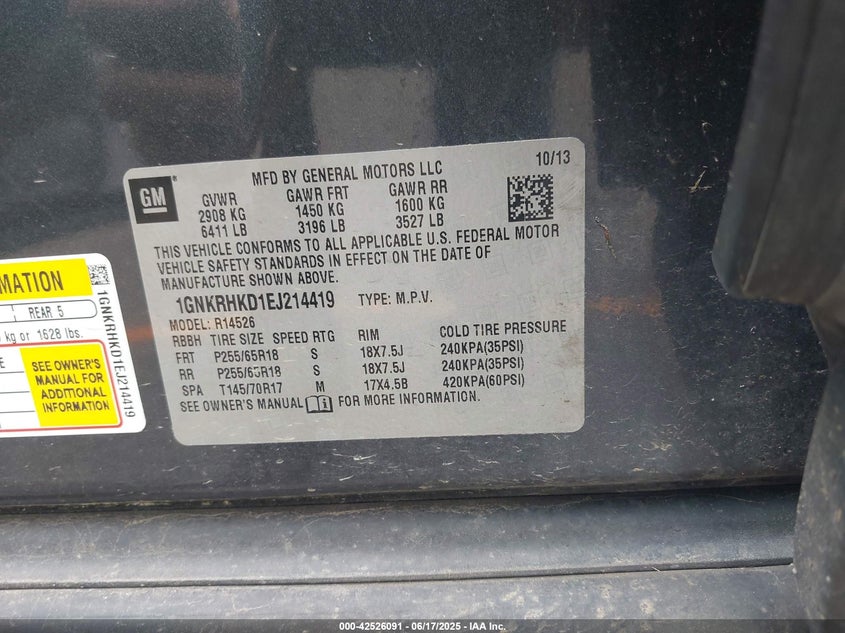 MFD BY GENERAL MOTORS LLC 10/13
GM
GVWR GAWR FRT GAWR RR
2908 KG 1450 KG 1600 KG
6411 LB 3196 LB 3527 LB
THIS VEHICLE CONFORMS TO ALL APPLICABLE U.S. FEDERAL MOTOR
VEHICLE SAFETY STANDARDS IN EFFECT ON THE DATE OF
MANUFACTURE SHOWN ABOVE.
1GNKRHKD1EJ214419 TYPE: M.P.V.
MODEL: R14526
RBBH TIRE SIZE SPEED RTG RIM COLD TIRE PRESSURE
FRT P255/65R18 S 18X7.5J 240KPA(35PSI)
RR P255/65R18 S 18X7.5J 240KPA(35PSI)
SPA T145/70R17 M 17X4.5B 420KPA(60PSI)
SEE OWNER'S MANUAL FOR MORE INFORMATION.
MATION
REAR 5
kg or 1628 lbs.
SEE OWNER'S
MANUAL FOR
ADDITIONAL
INFORMATION
1GNKRHKD1EJ214419
000-42526091 06/17/2025 - IAA Inc.